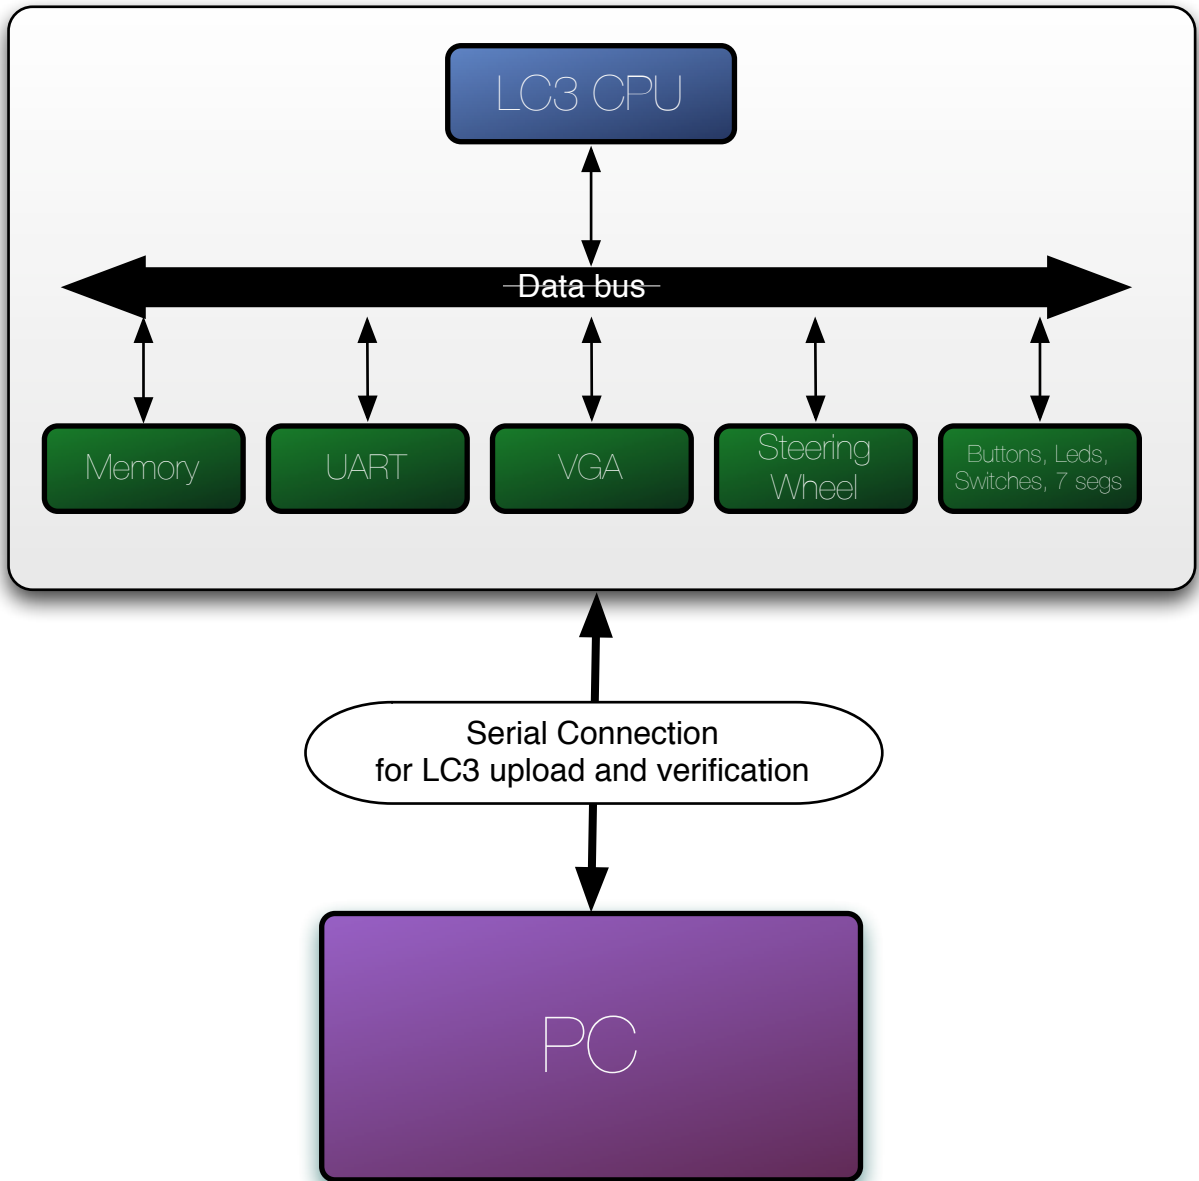 LC3 CPU
Data bus
Memory
UART
VGA
Steering
Wheel
Buttons, Leds,
Switches, 7 segs
Serial Connection
for LC3 upload and verification
PC